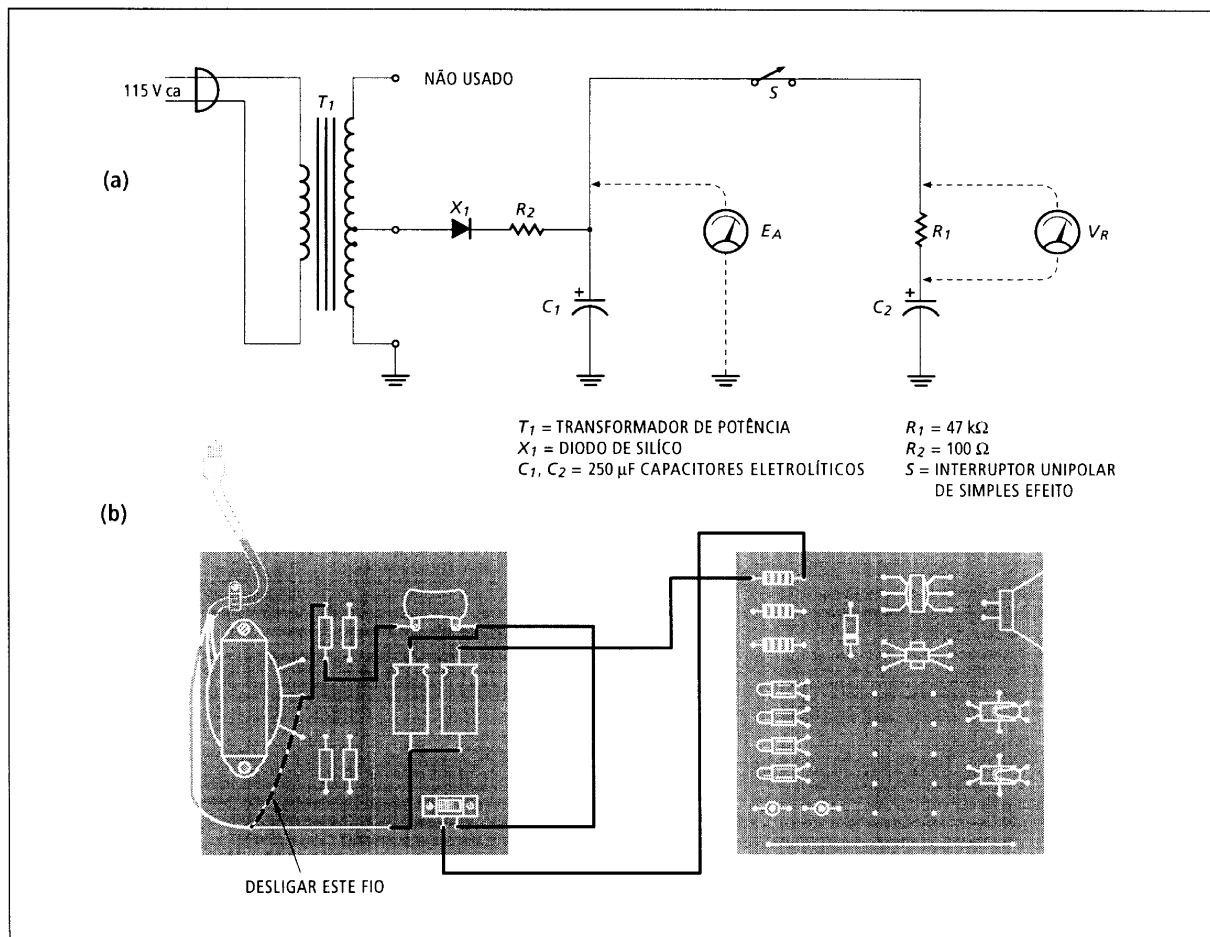 NÃO USADO
115 V ca
T1
S
(a)
X1
R2
EA
R1
VR
C1
+
C2
+
T1 = TRANSFORMADOR DE POTÊNCIA
X1 = DIODO DE SILÍCO
C1, C2 = 250 µF CAPACITORES ELETROLÍTICOS
R1 = 47 kΩ
R2 = 100 Ω
S = INTERRUPTOR UNIPOLAR
DE SIMPLES EFEITO
(b)
DESLIGAR ESTE FIO